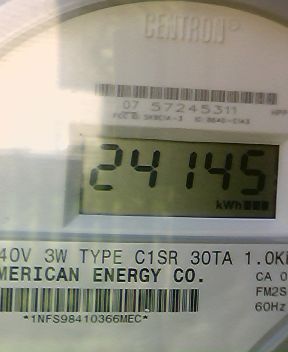 CENTRON®
07 57245311
24145
kWh
40V 3W TYPE C1SR 30TA 1.0K
MERICAN ENERGY CO.
CA 0
FM2S
60Hz
*1NFS98410366MEC*